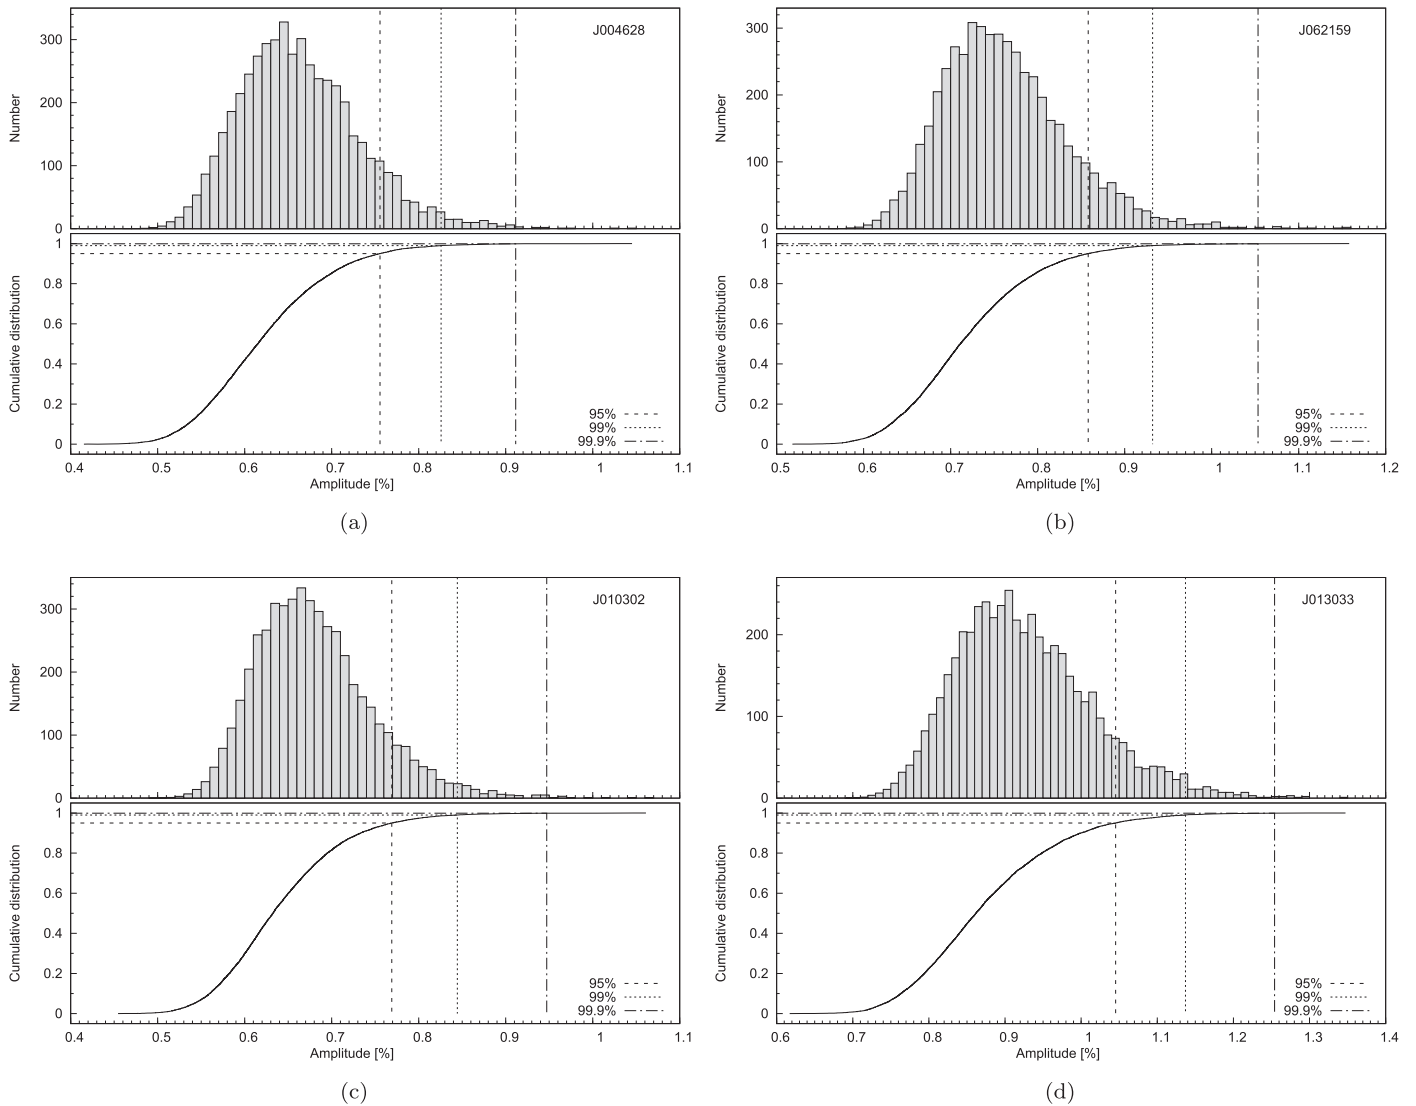 J004628
Number
300
200
100
0
Cumulative distribution
1
0.8
0.6
0.4
0.2
0
95%
99%
99.9%
0.4 0.5 0.6 0.7 0.8 0.9 1 1.1
Amplitude [%]
(a)
J062159
Number
300
200
100
0
Cumulative distribution
1
0.8
0.6
0.4
0.2
0
95%
99%
99.9%
0.5 0.6 0.7 0.8 0.9 1 1.1 1.2
Amplitude [%]
(b)
J010302
Number
300
200
100
0
Cumulative distribution
1
0.8
0.6
0.4
0.2
0
95%
99%
99.9%
0.4 0.5 0.6 0.7 0.8 0.9 1 1.1
Amplitude [%]
(c)
J013033
Number
200
100
0
Cumulative distribution
1
0.8
0.6
0.4
0.2
0
95%
99%
99.9%
0.6 0.7 0.8 0.9 1 1.1 1.2 1.3 1.4
Amplitude [%]
(d)